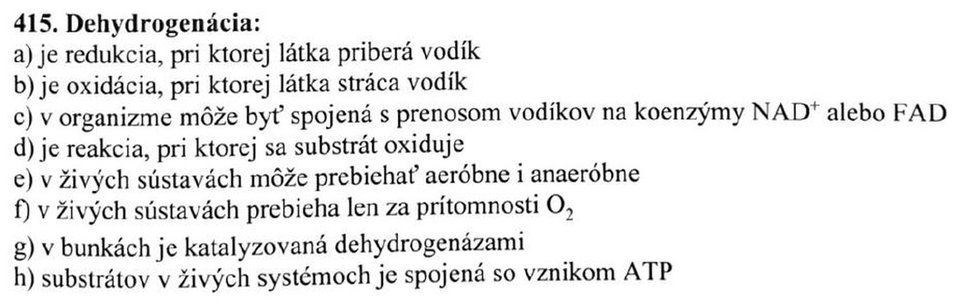 415. Dehydrogenácia:
a) je redukcia, pri ktorej látka priberá vodík
b) je oxidácia, pri ktorej látka stráca vodík
c) v organizme môže byť spojená s prenosom vodíkov na koenzýmy NAD⁺ alebo FAD
d) je reakcia, pri ktorej sa substrát oxiduje
e) v živých sústavách môže prebiehať aeróbne i anaeróbne
f) v živých sústavách prebieha len za prítomnosti O₂
g) v bunkách je katalyzovaná dehydrogenázami
h) substrátov v živých systémoch je spojená so vznikom ATP